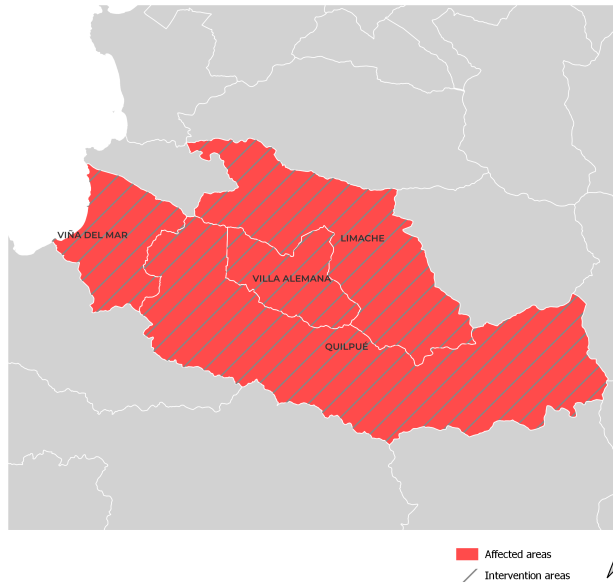 VIÑA DEL MAR
LIMACHE
VILLA ALEMANA
QUILPUÉ
Affected areas
Intervention areas